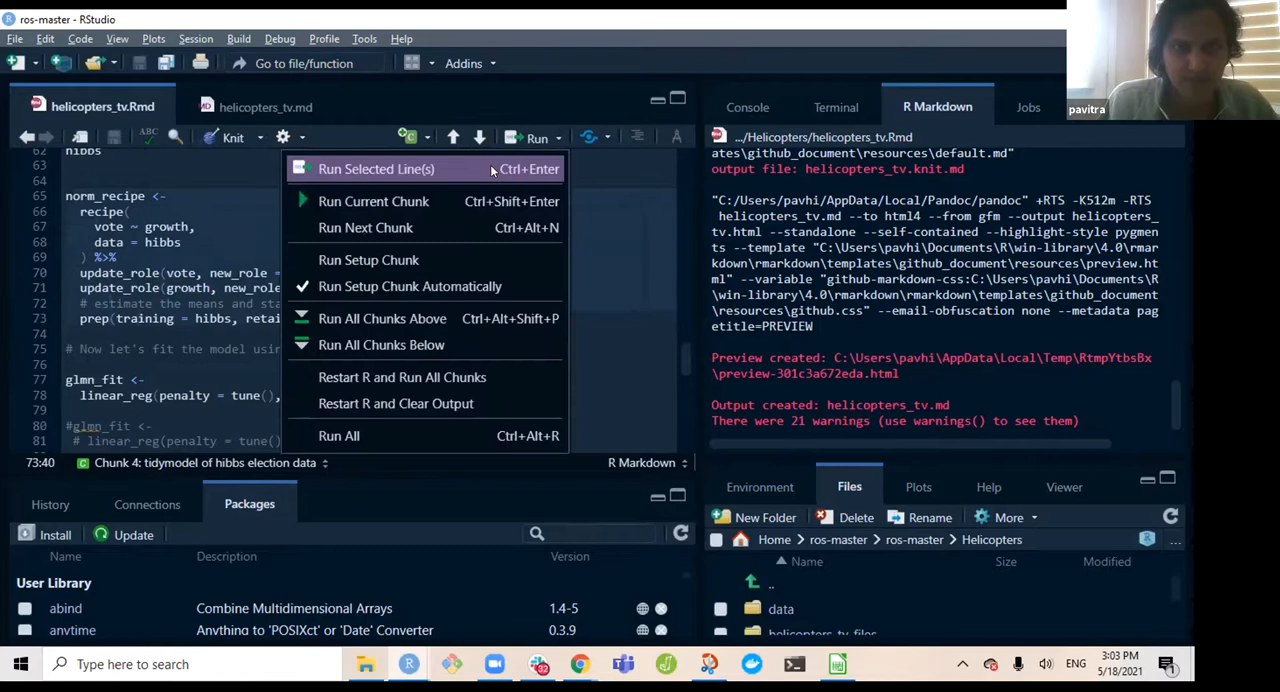 ros-master - RStudio
File Edit Code View Plots Session Build Debug Profile Tools Help
Go to file/function Addins
pavitra
helicopters_tv.Rmd helicopters_tv.md
Console Terminal R Markdown Jobs
ABC Knit Run
.../Helicopters/helicopters_tv.Rmd
62 hibbs
63
64
65 norm_recipe <-
66 recipe(
67 vote ~ growth,
68 data = hibbs
69 ) %>%
70 update_role(vote, new_role =
71 update_role(growth, new_role
72 # estimate the means and sta
73 prep(training = hibbs, retai
74
75 # Now let's fit the model usin
76
77 glmn_fit <-
78 linear_reg(penalty = tune(),
79
80 #glmn_fit <-
81 # linear_reg(penalty = tune()
Run Selected Line(s) Ctrl+Enter
Run Current Chunk Ctrl+Shift+Enter
Run Next Chunk Ctrl+Alt+N
Run Setup Chunk
Run Setup Chunk Automatically
Run All Chunks Above Ctrl+Alt+Shift+P
Run All Chunks Below
Restart R and Run All Chunks
Restart R and Clear Output
Run All Ctrl+Alt+R
73:40 Chunk 4: tidymodel of hibbs election data R Markdown
ates\github_document\resources\default.md"
output file: helicopters_tv.knit.md
"C:/Users/pavhi/AppData/Local/Pandoc/pandoc" +RTS -K512m -RTS
helicopters_tv.md --to html4 --from gfm --output helicopters_
tv.html --standalone --self-contained --highlight-style pygmen
ts --template "C:\Users\pavhi\Documents\R\win-library\4.0\rmar
kdown\rmarkdown\templates\github_document\resources\preview.ht
ml" --variable "github-markdown-css:C:\Users\pavhi\Documents\R
\win-library\4.0\rmarkdown\rmarkdown\templates\github_document
\resources\github.css" --email-obfuscation none --metadata pag
etitle=PREVIEW
Preview created: C:\Users\pavhi\AppData\Local\Temp\RtmpYtbsBx
\preview-301c3a672eda.html
Output created: helicopters_tv.md
There were 21 warnings (use warnings() to see them)
History Connections Packages
Install Update
Name Description Version
User Library
abind Combine Multidimensional Arrays 1.4-5
anytime Anything to 'POSIXct' or 'Date' Converter 0.3.9
Environment Files Plots Help Viewer
New Folder Delete Rename More
Home ros-master ros-master Helicopters ...
Name Size Modified
..
data
helicopters_tv_files
Type here to search
32
ENG
3:03 PM
5/18/2021
1